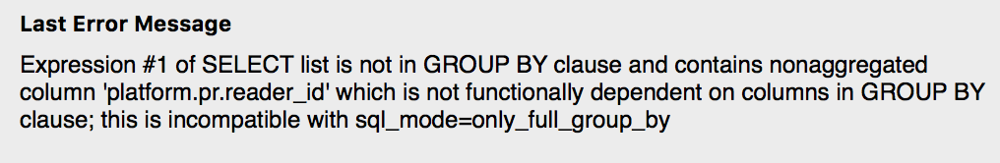 Last Error Message
Expression #1 of SELECT list is not in GROUP BY clause and contains nonaggregated
column 'platform.pr.reader_id' which is not functionally dependent on columns in GROUP BY
clause; this is incompatible with sql_mode=only_full_group_by